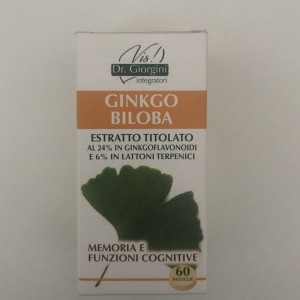 Vis!
Dr. Giorgini
integratori
GINKGO
BILOBA
ESTRATTO TITOLATO
AL 24% IN GINKGOFLAVONOIDI
E 6% IN LATTONI TERPENICI
MEMORIA E
FUNZIONI COGNITIVE
60
PASTIGLIE